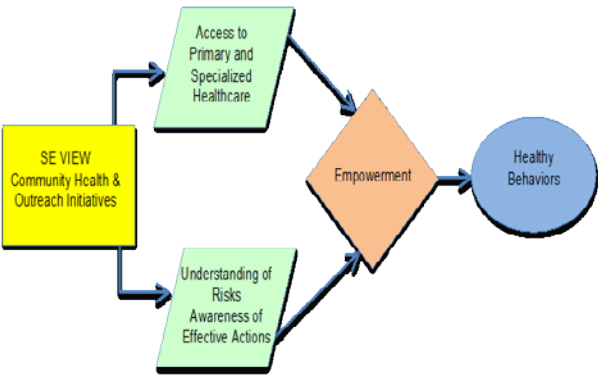 Access to
Primary and
Specialized
Healthcare
SE VIEW
Community Health &
Outreach Initiatives
Empowerment
Healthy
Behaviors
Understanding of
Risks
Awareness of
Effective Actions